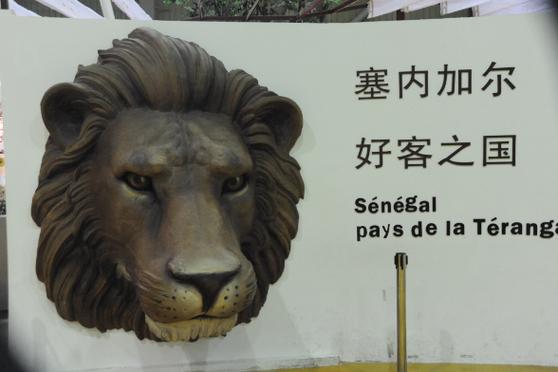 塞内加尔
好客之国
Sénégal
pays de la Téranga